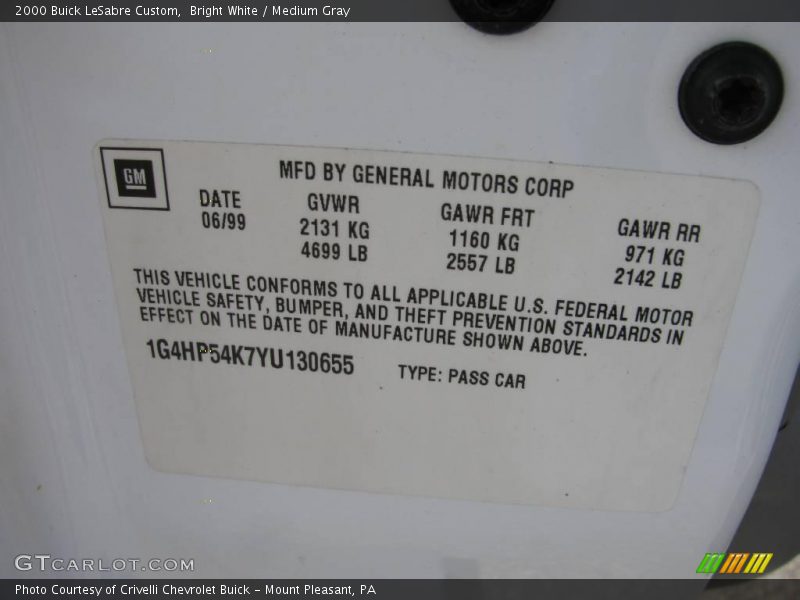 2000 Buick LeSabre Custom,  Bright White / Medium Gray
GM
MFD BY GENERAL MOTORS CORP
DATE GVWR GAWR FRT GAWR RR
06/99 2131 KG 1160 KG 971 KG
4699 LB 2557 LB 2142 LB
THIS VEHICLE CONFORMS TO ALL APPLICABLE U.S. FEDERAL MOTOR
VEHICLE SAFETY, BUMPER, AND THEFT PREVENTION STANDARDS IN
EFFECT ON THE DATE OF MANUFACTURE SHOWN ABOVE.
1G4HP54K7YU130655 TYPE: PASS CAR
GTCARLOT.COM
Photo Courtesy of Crivelli Chevrolet Buick - Mount Pleasant, PA